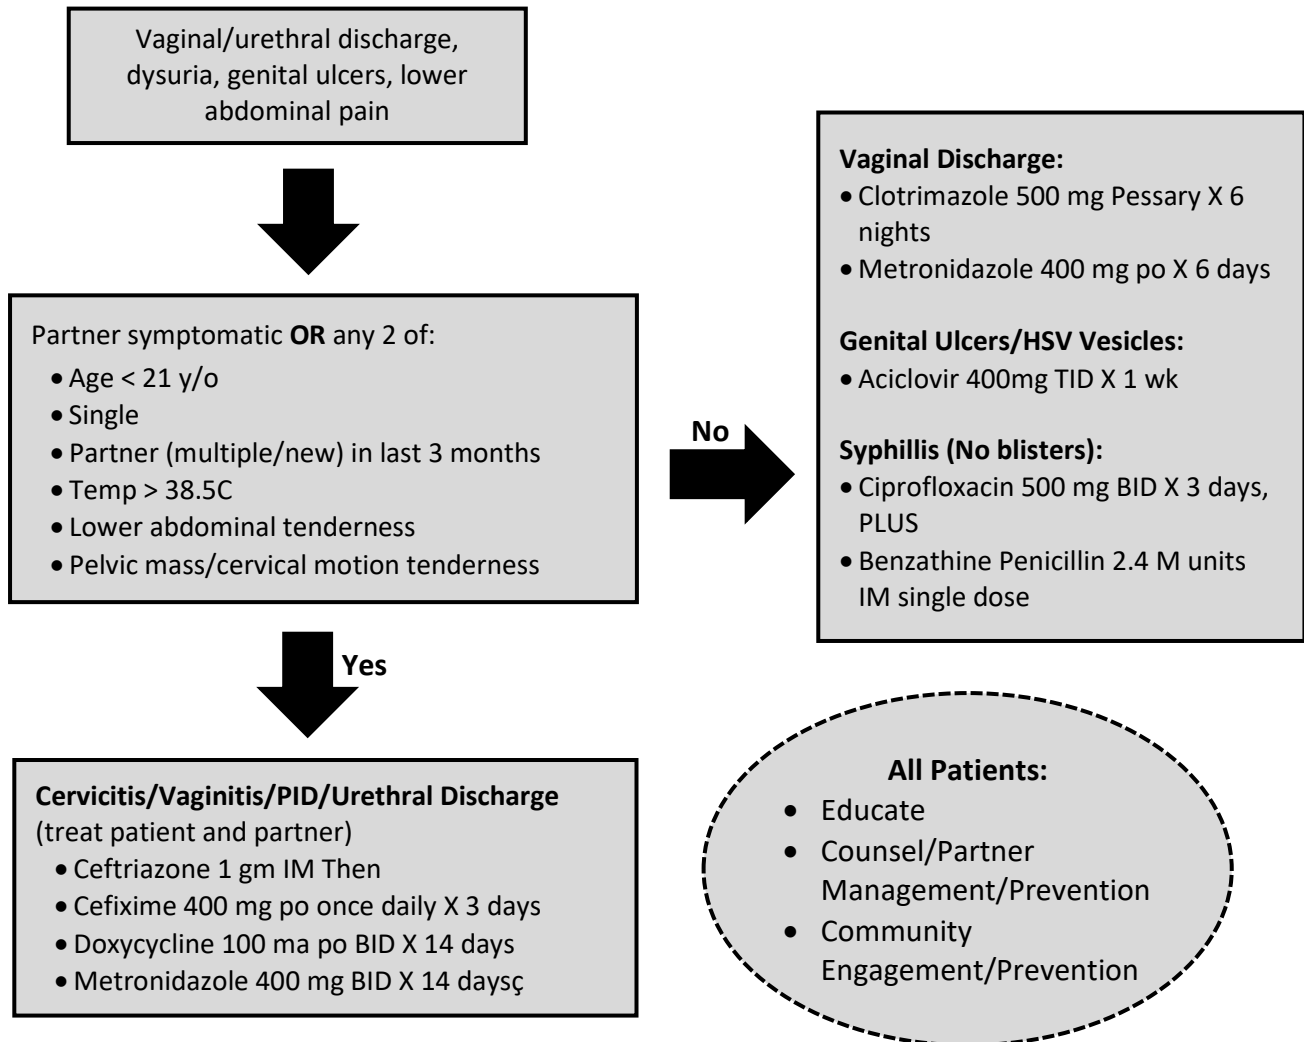 Vaginal/urethral discharge,
dysuria, genital ulcers, lower
abdominal pain
Partner symptomatic OR any 2 of:
• Age < 21 y/o
• Single
• Partner (multiple/new) in last 3 months
• Temp > 38.5C
• Lower abdominal tenderness
• Pelvic mass/cervical motion tenderness
No
Vaginal Discharge:
• Clotrimazole 500 mg Pessary X 6
nights
• Metronidazole 400 mg po X 6 days
Genital Ulcers/HSV Vesicles:
• Aciclovir 400mg TID X 1 wk
Syphillis (No blisters):
• Ciprofloxacin 500 mg BID X 3 days,
PLUS
• Benzathine Penicillin 2.4 M units
IM single dose
Yes
Cervicitis/Vaginitis/PID/Urethral Discharge
(treat patient and partner)
• Ceftriazone 1 gm IM Then
• Cefixime 400 mg po once daily X 3 days
• Doxycycline 100 ma po BID X 14 days
• Metronidazole 400 mg BID X 14 daysç
All Patients:
• Educate
• Counsel/Partner
Management/Prevention
• Community
Engagement/Prevention